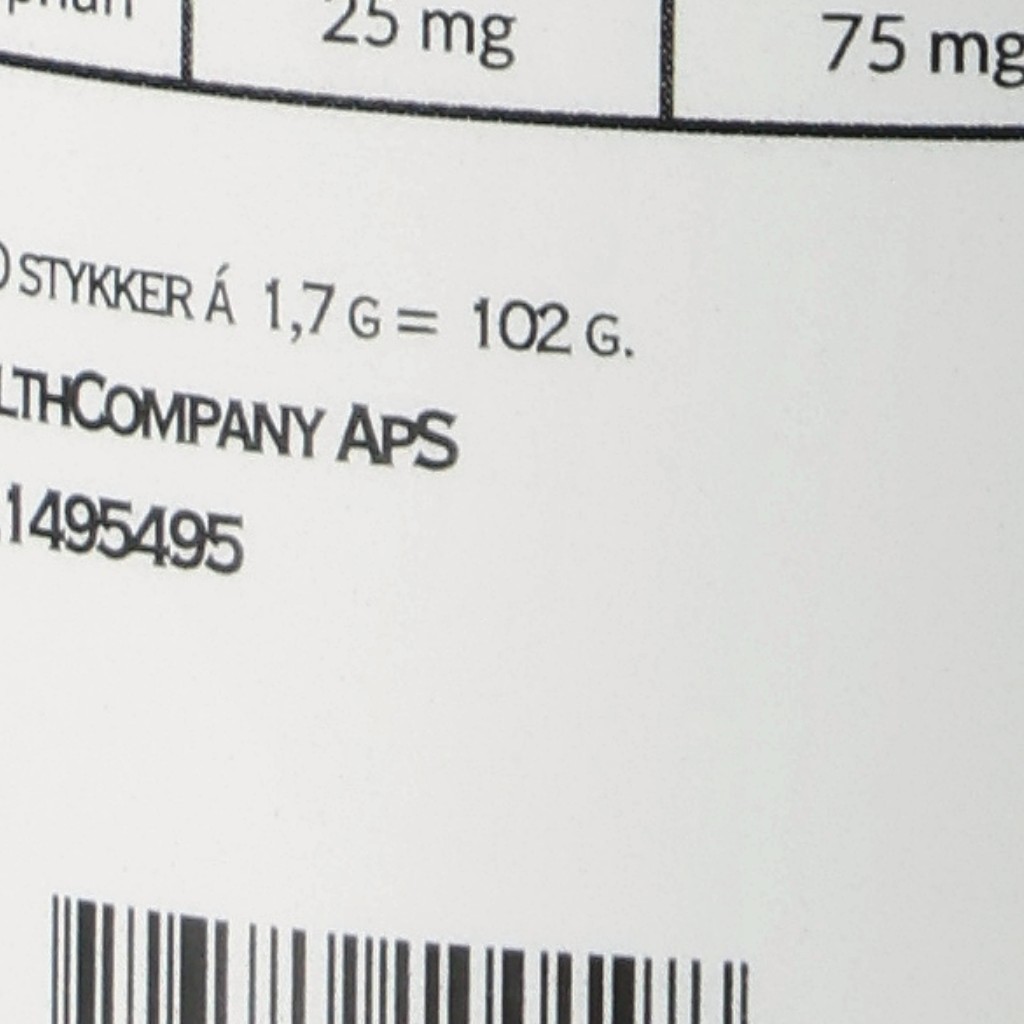 25 mg 75 mg
STYKKER Á 1,7 G = 102 G.
LTHCOMPANY APS
1495495